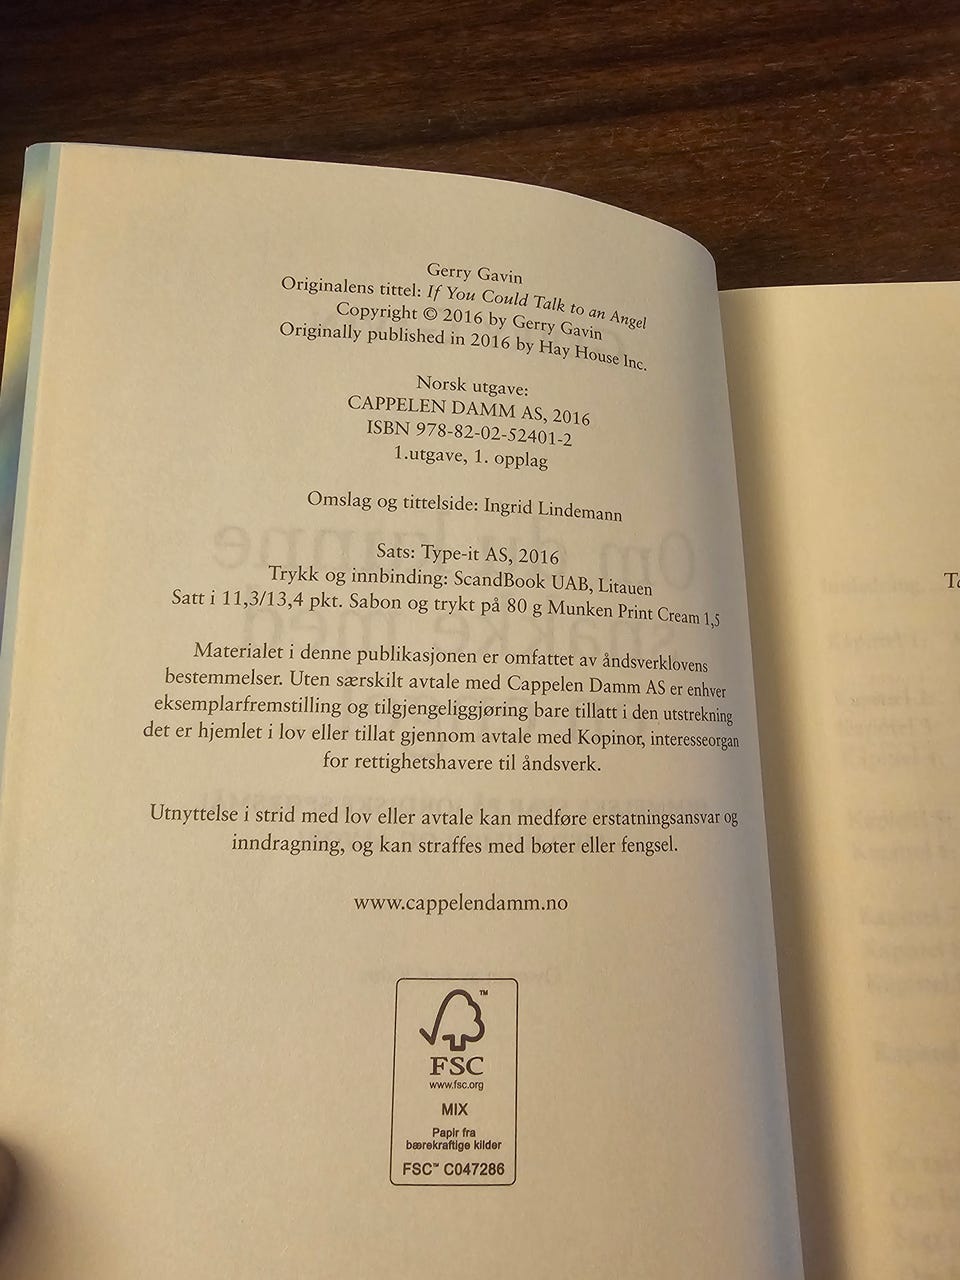 Gerry Gavin
Originalens tittel: If You Could Talk to an Angel
Copyright © 2016 by Gerry Gavin
Originally published in 2016 by Hay House Inc.
Norsk utgave:
CAPPELEN DAMM AS, 2016
ISBN 978-82-02-52401-2
1.utgave, 1. opplag
Omslag og tittelside: Ingrid Lindemann
Sats: Type-it AS, 2016
Trykk og innbinding: ScandBook UAB, Litauen
Satt i 11,3/13,4 pkt. Sabon og trykt på 80 g Munken Print Cream 1,5
Materialet i denne publikasjonen er omfattet av åndsverklovens
bestemmelser. Uten særskilt avtale med Cappelen Damm AS er enhver
eksemplarfremstilling og tilgjengeliggjøring bare tillatt i den utstrekning
det er hjemlet i lov eller tillat gjennom avtale med Kopinor, interesseorgan
for rettighetshavere til åndsverk.
Utnyttelse i strid med lov eller avtale kan medføre erstatningsansvar og
inndragning, og kan straffes med bøter eller fengsel.
www.cappelendamm.no
™
FSC
www.fsc.org
MIX
Papir fra
bærekraftige kilder
FSC™ C047286